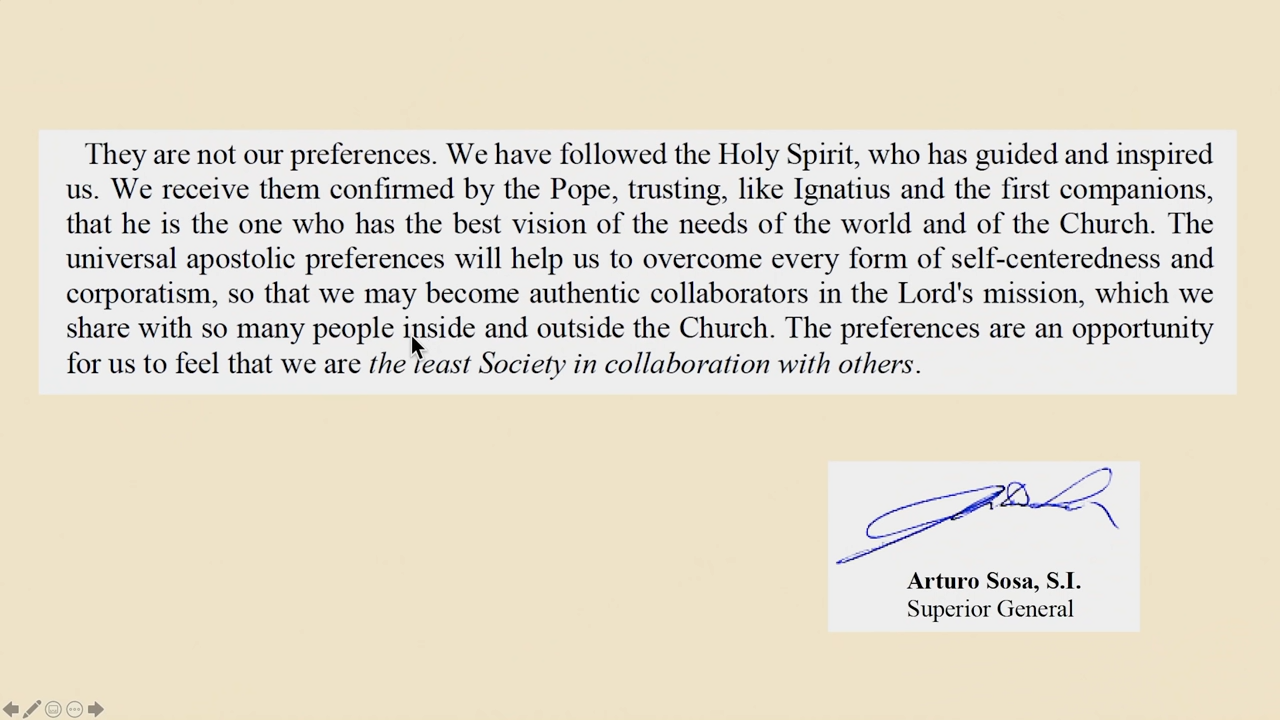 They are not our preferences. We have followed the Holy Spirit, who has guided and inspired
us. We receive them confirmed by the Pope, trusting, like Ignatius and the first companions,
that he is the one who has the best vision of the needs of the world and of the Church. The
universal apostolic preferences will help us to overcome every form of self-centeredness and
corporatism, so that we may become authentic collaborators in the Lord's mission, which we
share with so many people inside and outside the Church. The preferences are an opportunity
for us to feel that we are the least Society in collaboration with others.
Arturo Sosa, S.I.
Superior General